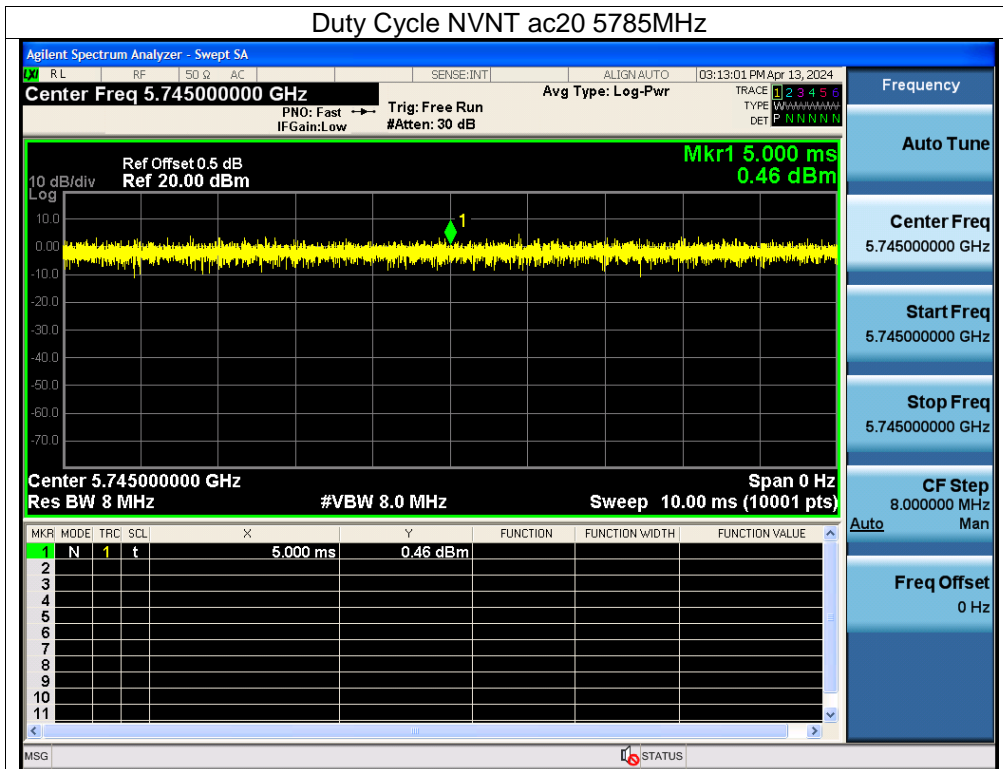 Duty Cycle NVNT ac20 5785MHz
Agilent Spectrum Analyzer - Swept SA
LXI RL RF 50 Ω AC SENSE:INT ALIGN AUTO 03:13:01 PM Apr 13, 2024
Center Freq 5.745000000 GHz
PNO: Fast
IFGain:Low
Trig: Free Run
#Atten: 30 dB
Avg Type: Log-Pwr
TRACE 1 2 3 4 5 6
TYPE WWWWWW
DET P N N N N N
Mkr1 5.000 ms
0.46 dBm
Ref Offset 0.5 dB
10 dB/div Ref 20.00 dBm
Log
10.0
0.00
-10.0
-20.0
-30.0
-40.0
-50.0
-60.0
-70.0
1
Center 5.745000000 GHz Span 0 Hz
Res BW 8 MHz #VBW 8.0 MHz Sweep 10.00 ms (10001 pts)
MKR MODE TRC SCL X Y FUNCTION FUNCTION WIDTH FUNCTION VALUE
1 N 1 t 5.000 ms 0.46 dBm
2
3
4
5
6
7
8
9
10
11
MSG STATUS
Frequency
Auto Tune
Center Freq
5.745000000 GHz
Start Freq
5.745000000 GHz
Stop Freq
5.745000000 GHz
CF Step
8.000000 MHz
Auto Man
Freq Offset
0 Hz